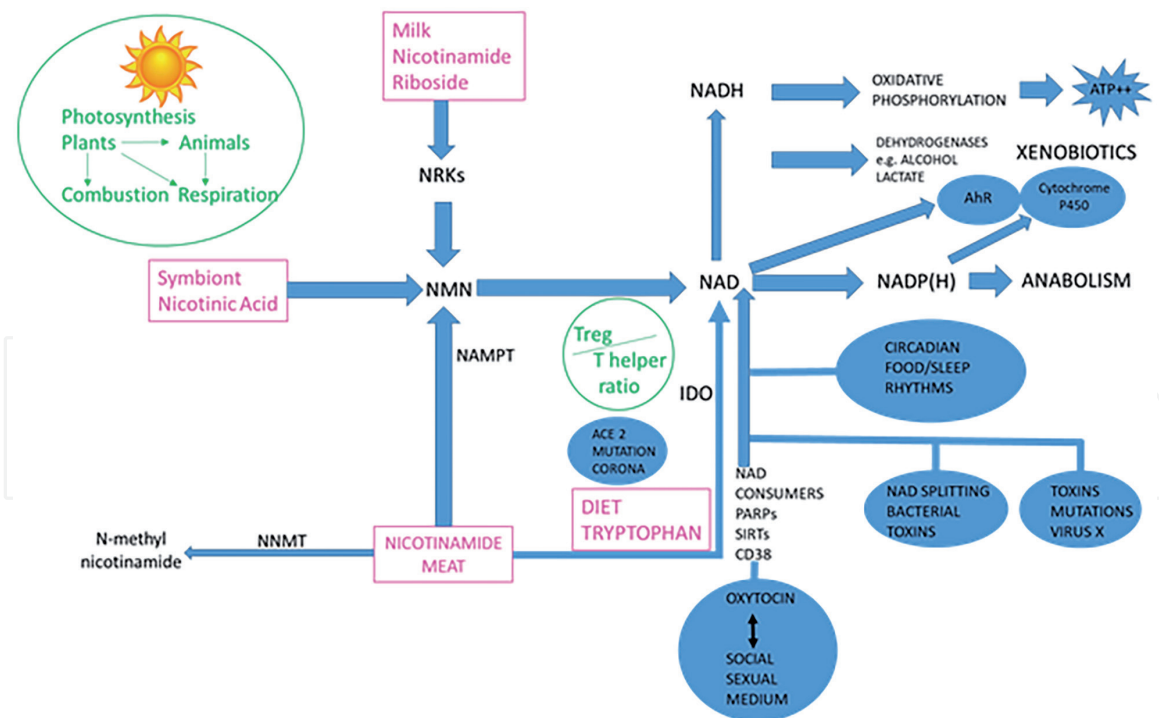 Photosynthesis
Plants
Animals
Combustion
Respiration
Milk
Nicotinamide
Riboside
NRKs
Symbiont
Nicotinic Acid
NMN
NAMPT
NADH
OXIDATIVE
PHOSPHORYLATION
ATP++
DEHYDROGENASES
e.g. ALCOHOL
LACTATE
XENOBIOTICS
AhR
Cytochrome
P450
NAD
NADP(H)
ANABOLISM
Treg
T helper
ratio
IDO
CIRCADIAN
FOOD/SLEEP
RHYTHMS
ACE 2
MUTATION
CORONA
DIET
TRYPTOPHAN
NAD
CONSUMERS
PARPs
SIRTs
CD38
NAD SPLITTING
BACTERIAL
TOXINS
TOXINS
MUTATIONS
VIRUS X
N-methyl
nicotinamide
NNMT
NICOTINAMIDE
MEAT
OXYTOCIN
SOCIAL
SEXUAL
MEDIUM